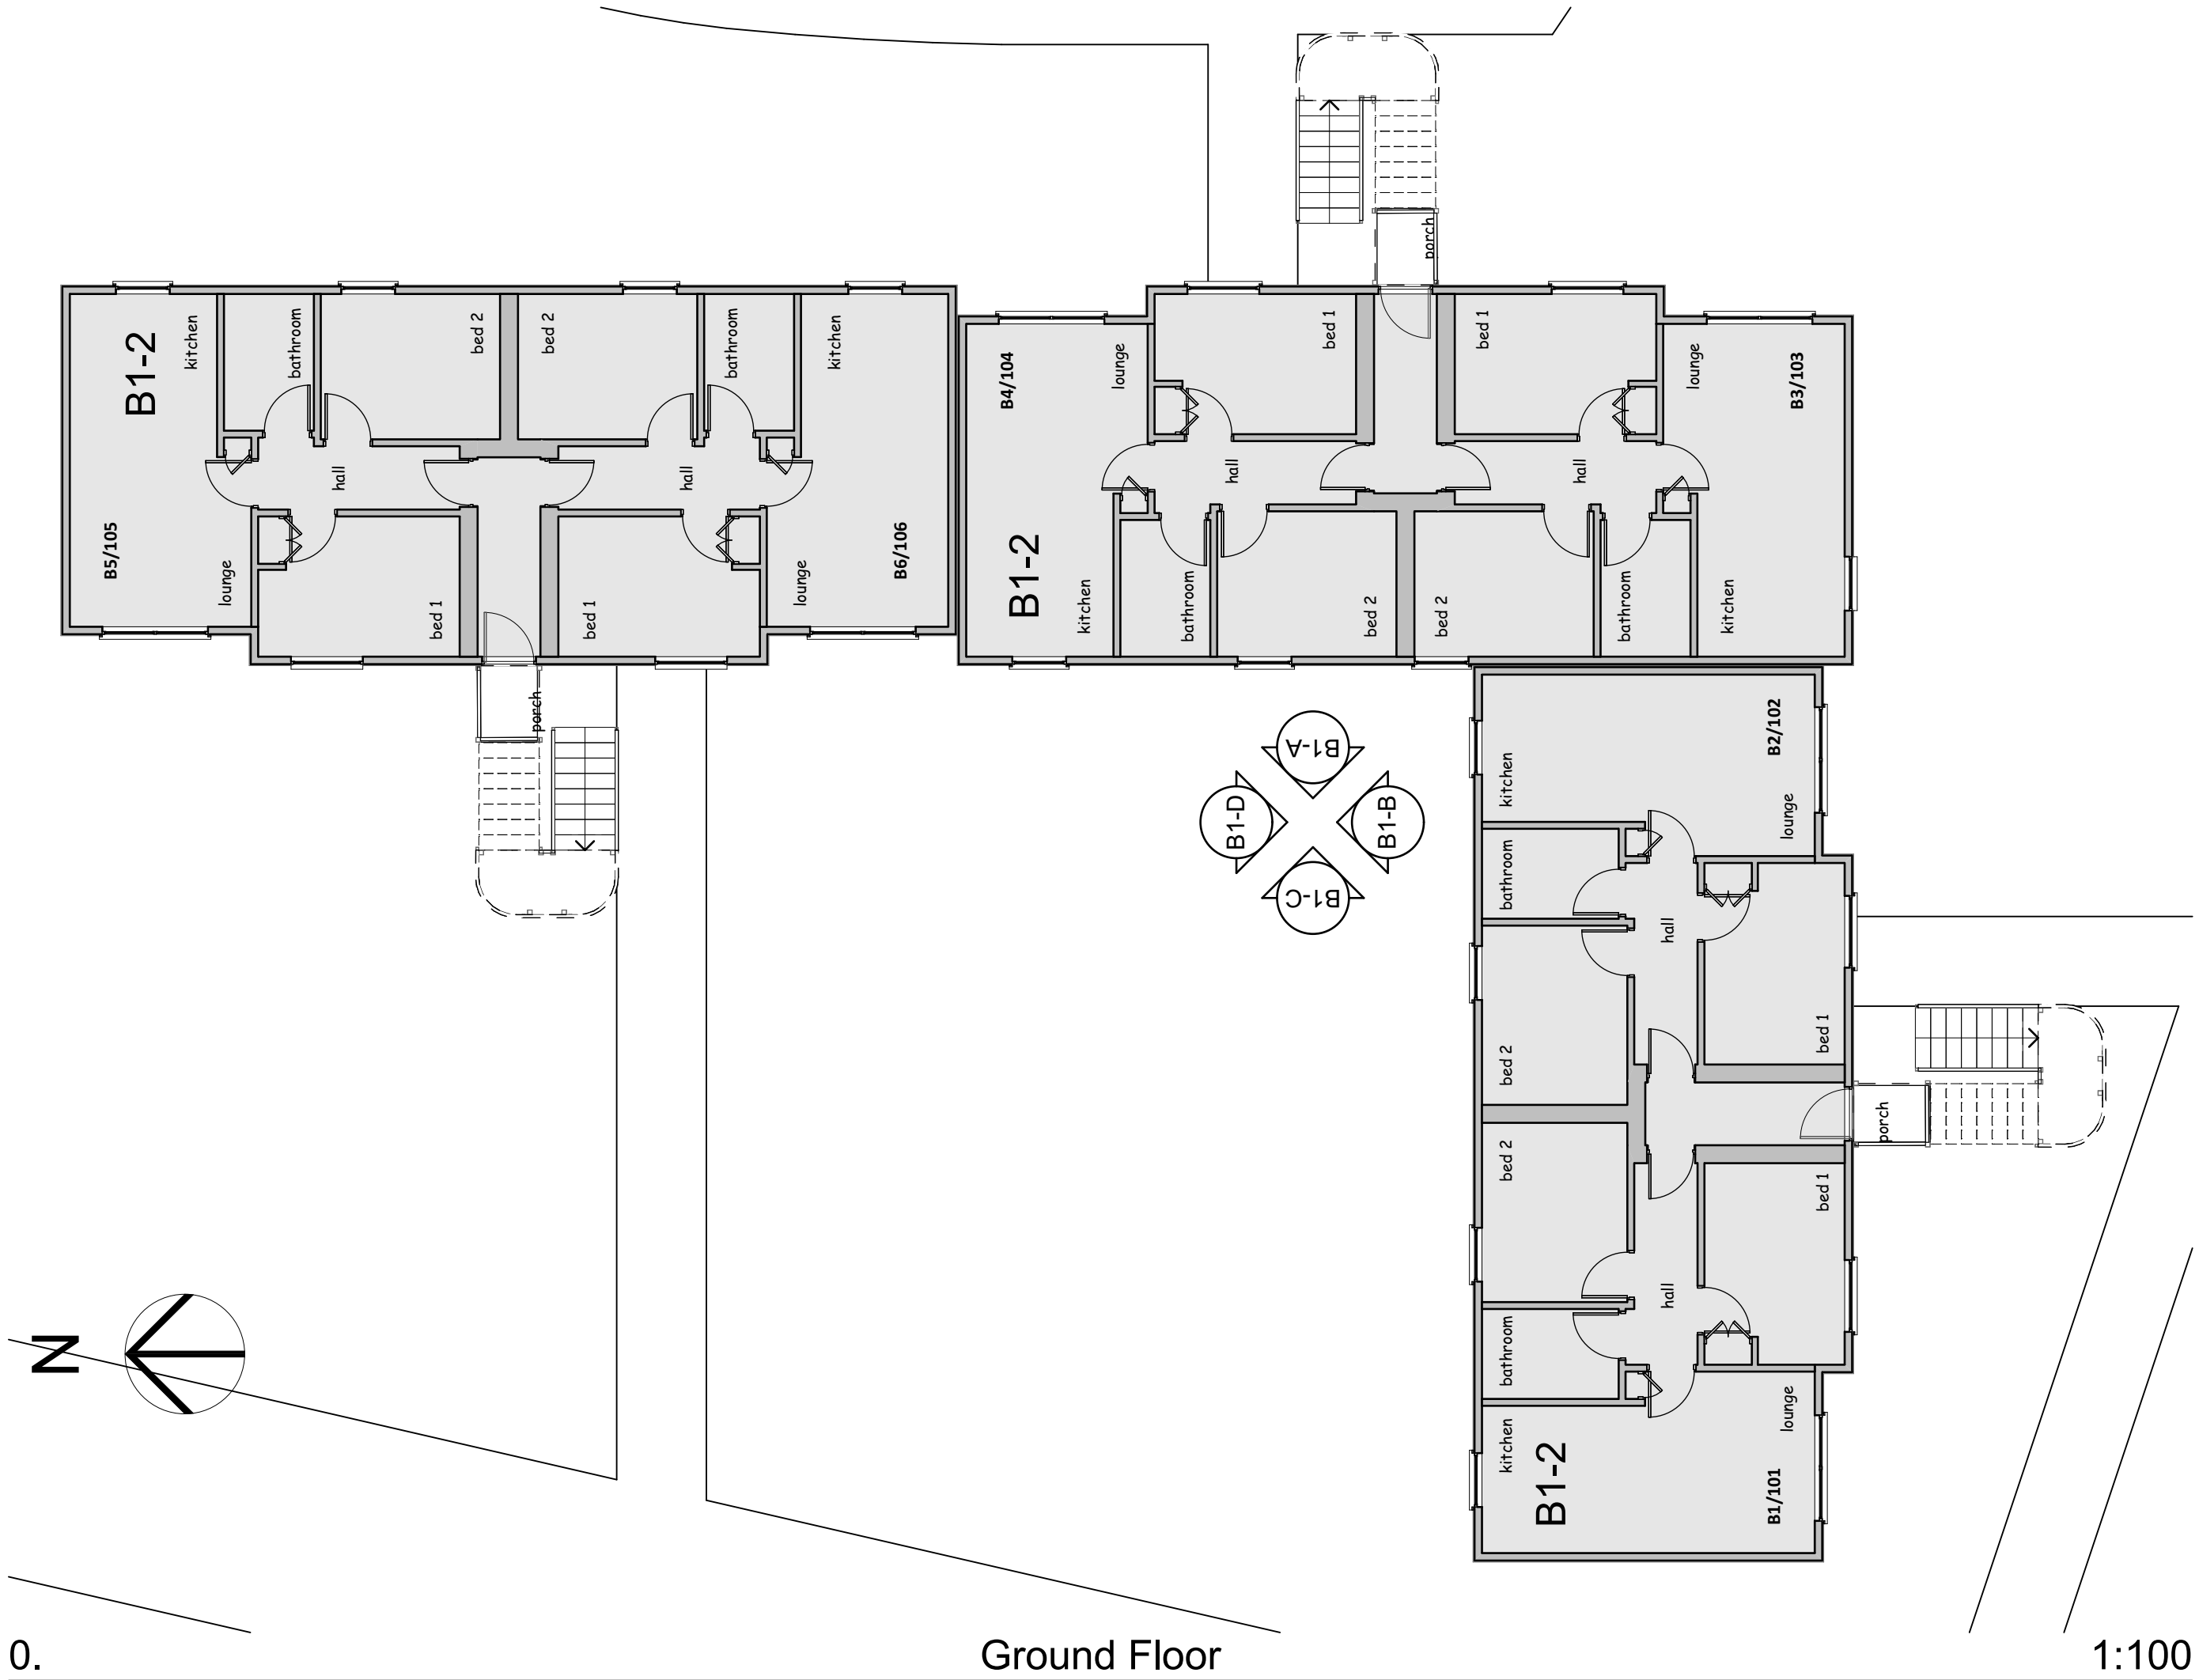 porch
B1-2
kitchen
bathroom
bed 2
bed 2
bathroom
kitchen
hall
hall
B5/105
lounge
bed 1
bed 1
lounge
B6/106
porch
B4/104
lounge
bed 1
bed 1
lounge
B3/103
hall
hall
B1-2
kitchen
bathroom
bed 2
bed 2
bathroom
kitchen
B1-A
B1-D
B1-B
B1-C
kitchen
B2/102
lounge
bathroom
hall
bed 2
bed 1
porch
bed 2
bed 1
hall
bathroom
lounge
kitchen
B1-2
B1/101
N
0.
Ground Floor
1:100